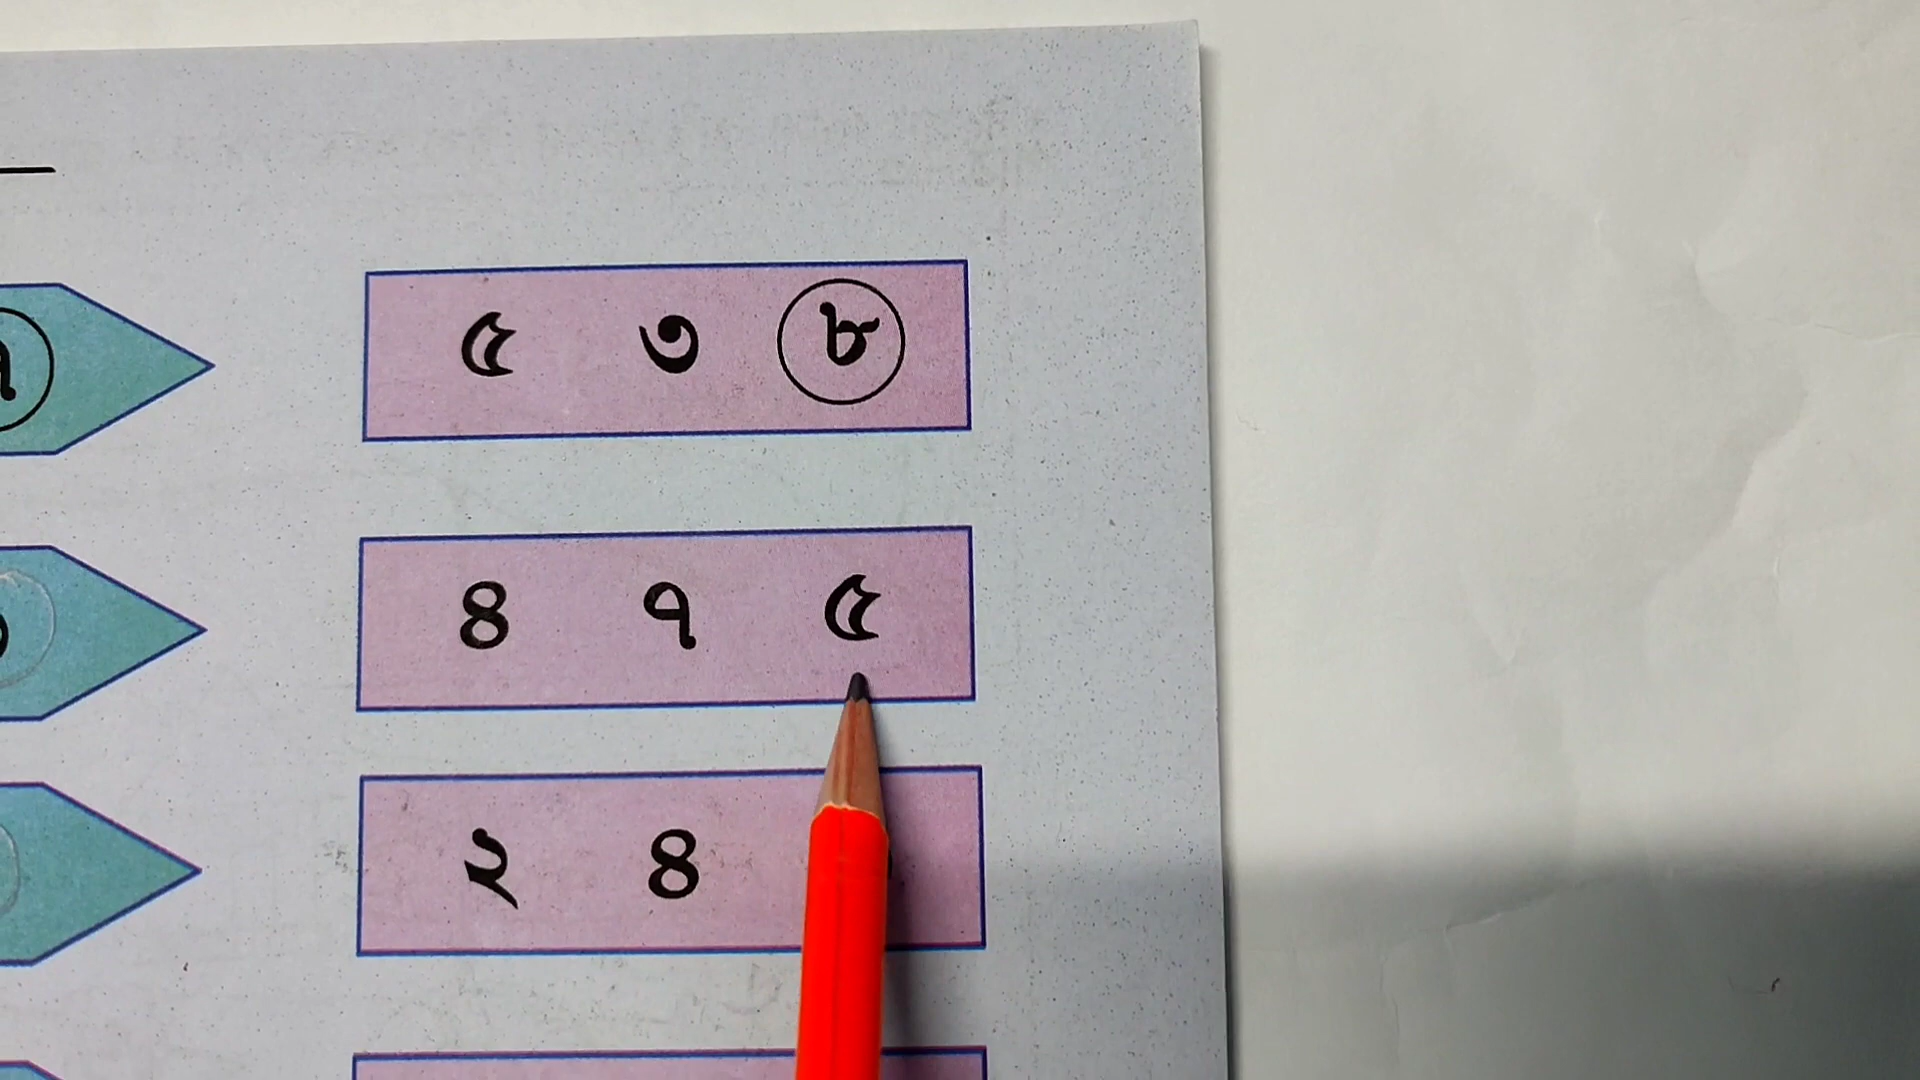 ৫ ৩ ৮
৪ ৭ ৫
২ ৪